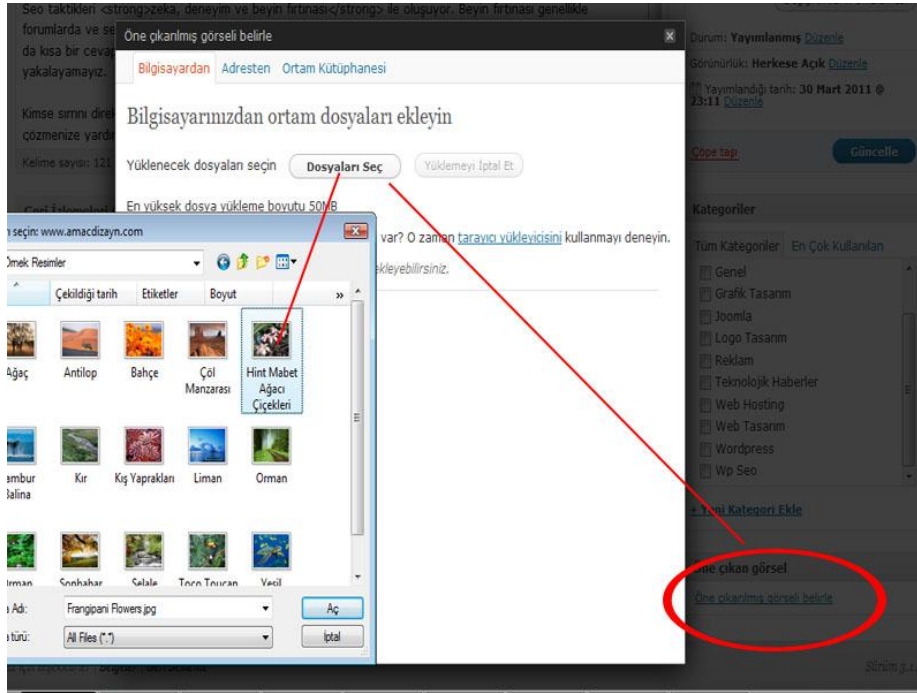 Seo taktikleri <strong>zeka, deneyim ve beyin fırtınası</strong> ile oluşuyor. Beyin fırtınası genellikle
forumlarda ve se
da kısa bir cevap
yakalayamayız.
Kimse sırrını direk
çözmenize yardı
Kelime sayısı: 121
Öne çıkarılmış görseli belirle
Bilgisayardan Adresten Ortam Kütüphanesi
Bilgisayarınızdan ortam dosyaları ekleyin
Yüklenecek dosyaları seçin Dosyaları Seç Yüklemeyi İptal Et
En yüksek dosya yükleme boyutu 50MB
var? O zaman tarayıcı yükleyicisini kullanmayı deneyin.
ekleyebilirsiniz.
n seçin: www.amacdizayn.com
Örnek Resimler
Çekildiği tarih Etiketler Boyut »
Ağaç Antilop Bahçe Çöl Manzarası Hint Mabet Ağacı Çiçekleri
ambur Balina Kır Kış Yaprakları Liman Orman
Orman Sonbahar Şelale Toco Toucan Yeşil
a Adı: Frangipani Flowers.jpg Aç
a türü: All Files (*.*) İptal
Durum: Yayımlanmış Düzenle
Görünürlük: Herkese Açık Düzenle
Yayımlandığı tarih: 30 Mart 2011 @
23:11 Düzenle
Çöpe taşı Güncelle
Kategoriler
Tüm Kategoriler En Çok Kullanılan
Genel
Grafik Tasarım
Joomla
Logo Tasarım
Reklam
Teknolojik Haberler
Web Hosting
Web Tasarım
Wordpress
Wp Seo
+ Yeni Kategori Ekle
Öne çıkan görsel
Öne çıkarılmış görseli belirle
Sürüm 3.1